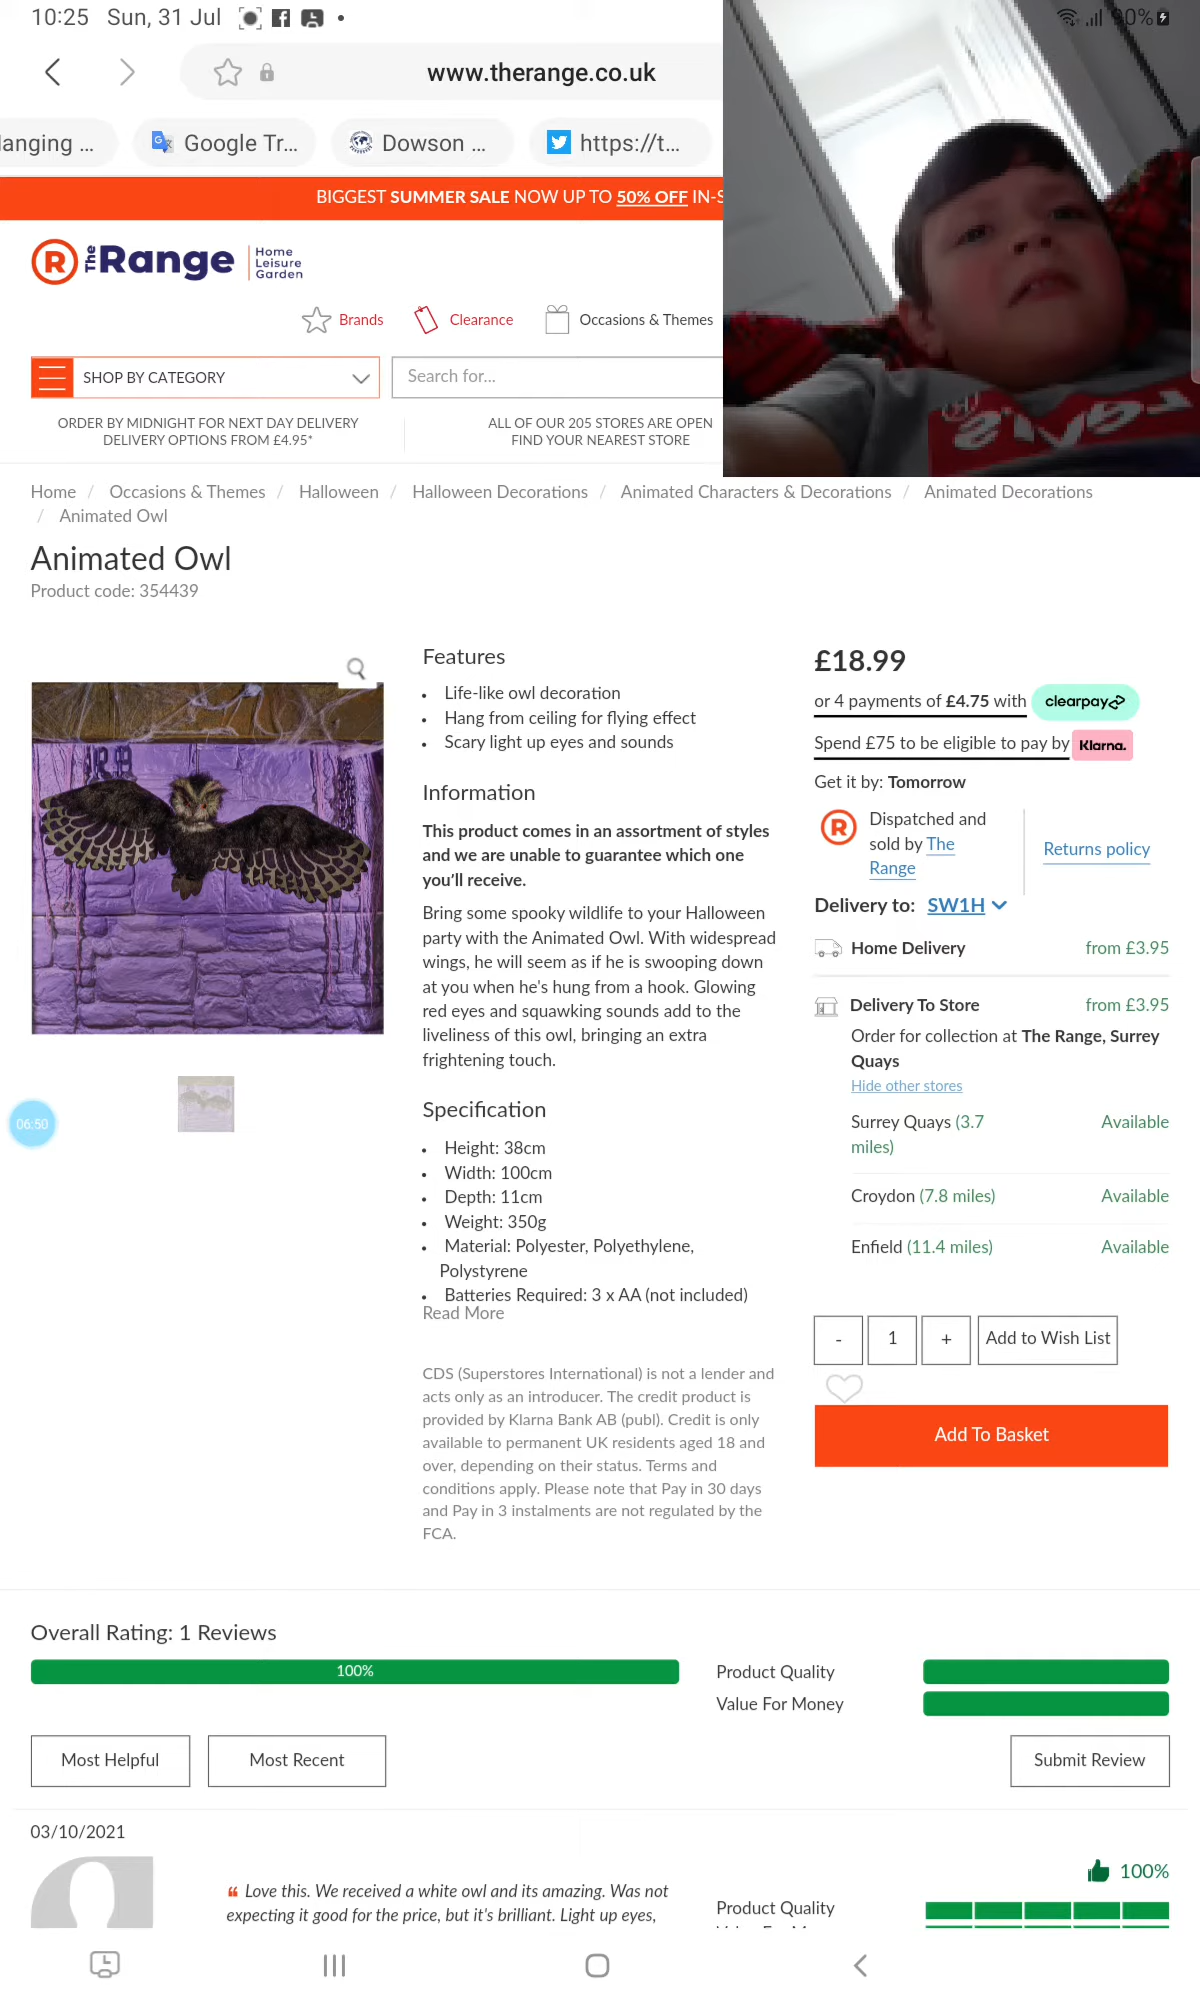 10:25 Sun, 31 Jul
90%
www.therange.co.uk
anging ...
Google Tr...
Dowson ...
https://t...
BIGGEST SUMMER SALE NOW UP TO 50% OFF IN-S
R The Range
Home
Leisure
Garden
Brands
Clearance
Occasions & Themes
SHOP BY CATEGORY
Search for...
ORDER BY MIDNIGHT FOR NEXT DAY DELIVERY
DELIVERY OPTIONS FROM £4.95*
ALL OF OUR 205 STORES ARE OPEN
FIND YOUR NEAREST STORE
Home / Occasions & Themes / Halloween / Halloween Decorations / Animated Characters & Decorations / Animated Decorations
/ Animated Owl
Animated Owl
Product code: 354439
Features
• Life-like owl decoration
• Hang from ceiling for flying effect
• Scary light up eyes and sounds
Information
This product comes in an assortment of styles
and we are unable to guarantee which one
you'll receive.
Bring some spooky wildlife to your Halloween
party with the Animated Owl. With widespread
wings, he will seem as if he is swooping down
at you when he's hung from a hook. Glowing
red eyes and squawking sounds add to the
liveliness of this owl, bringing an extra
frightening touch.
Specification
• Height: 38cm
• Width: 100cm
• Depth: 11cm
• Weight: 350g
• Material: Polyester, Polyethylene,
Polystyrene
• Batteries Required: 3 x AA (not included)
Read More
CDS (Superstores International) is not a lender and
acts only as an introducer. The credit product is
provided by Klarna Bank AB (publ). Credit is only
available to permanent UK residents aged 18 and
over, depending on their status. Terms and
conditions apply. Please note that Pay in 30 days
and Pay in 3 instalments are not regulated by the
FCA.
£18.99
or 4 payments of £4.75 with clearpay
Spend £75 to be eligible to pay by Klarna.
Get it by: Tomorrow
R
Dispatched and
sold by The
Range
Returns policy
Delivery to: SW1H
Home Delivery from £3.95
Delivery To Store from £3.95
Order for collection at The Range, Surrey
Quays
Hide other stores
Surrey Quays (3.7
miles)
Available
Croydon (7.8 miles) Available
Enfield (11.4 miles) Available
- 1 + Add to Wish List
Add To Basket
06:50
Overall Rating: 1 Reviews
100%
Product Quality
Value For Money
Most Helpful
Most Recent
Submit Review
03/10/2021
100%
❝ Love this. We received a white owl and its amazing. Was not
expecting it good for the price, but it's brilliant. Light up eyes,
Product Quality